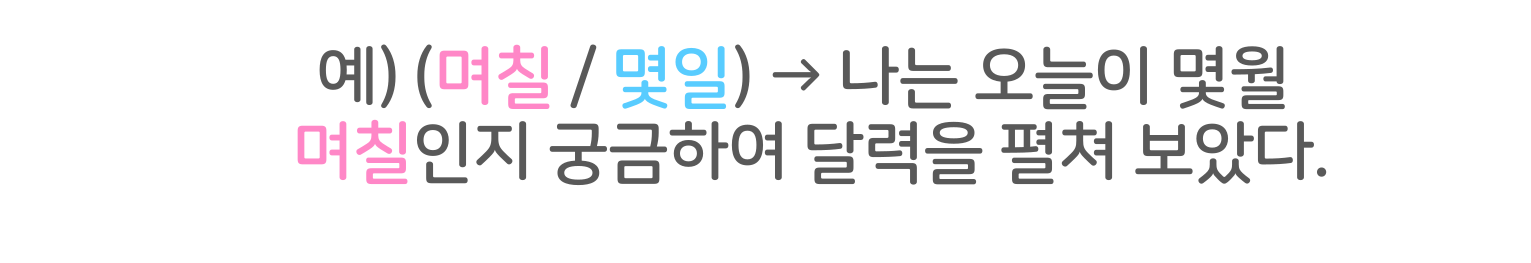 예) (며칠 / 몇일) → 나는 오늘이 몇월
며칠인지 궁금하여 달력을 펼쳐 보았다.